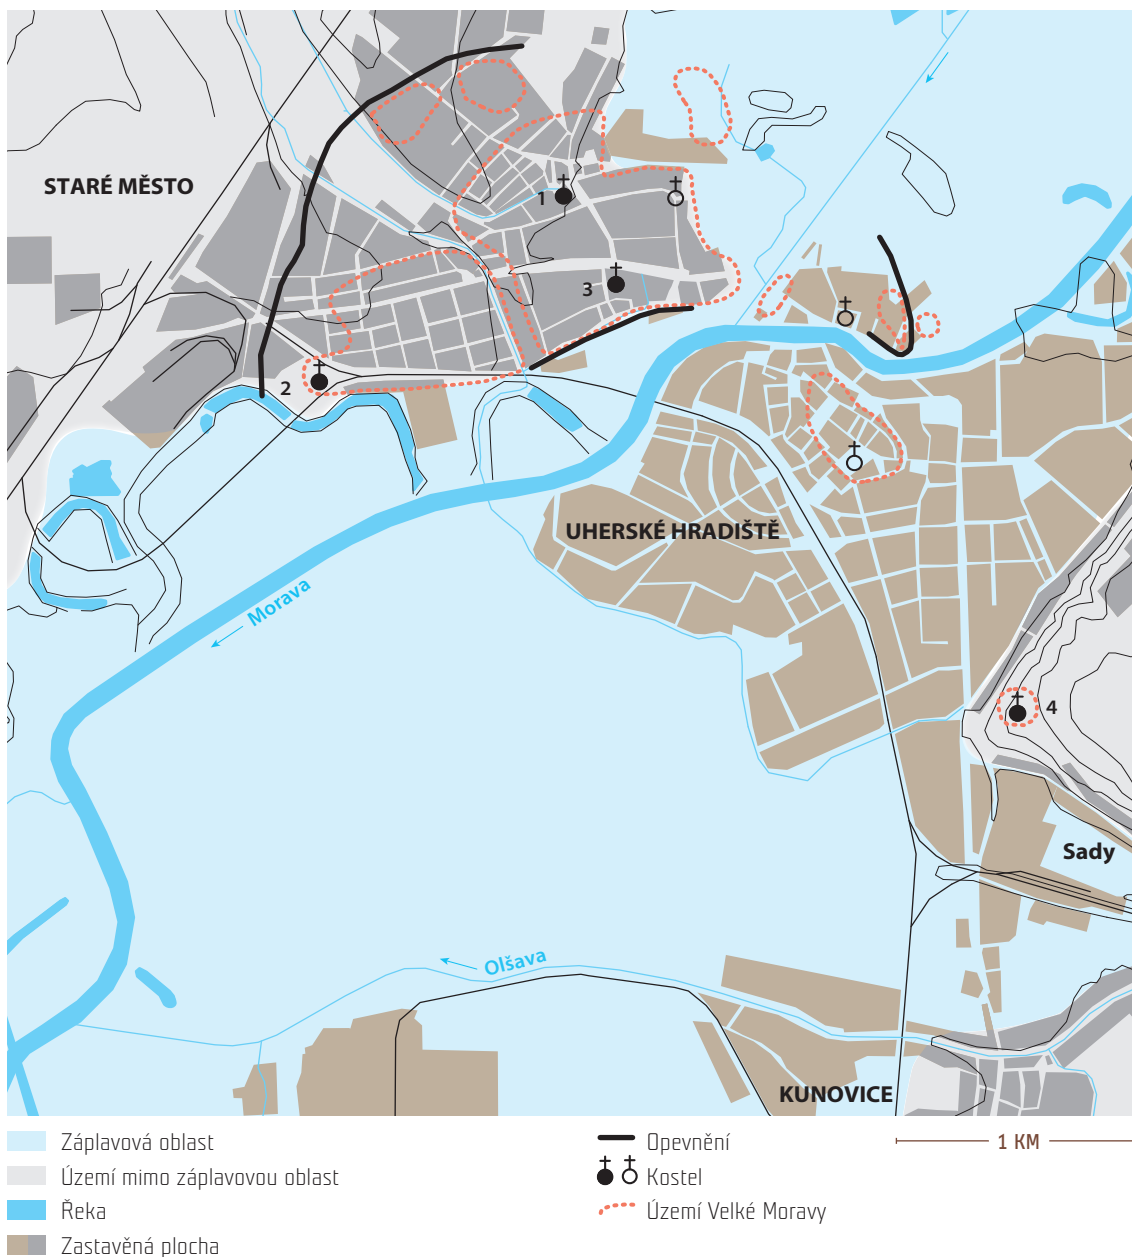 STARÉ MĚSTO
1
3
2
UHERSKÉ HRADIŠTĚ
Morava
4
Sady
Olšava
KUNOVICE
Záplavová oblast
Území mimo záplavovou oblast
Řeka
Zastavěná plocha
Opevnění
Kostel
Území Velké Moravy
1 KM